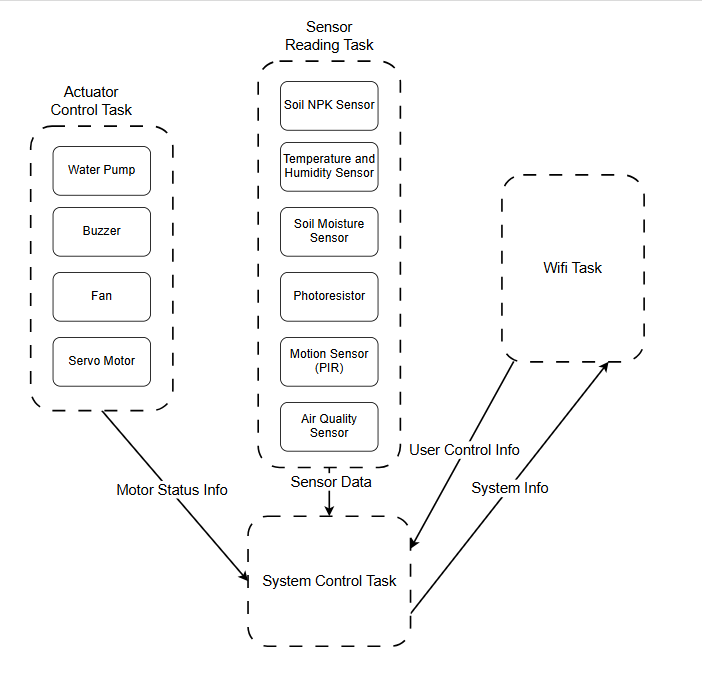 Sensor
Reading Task
Actuator
Control Task
Soil NPK Sensor
Temperature and
Humidity Sensor
Soil Moisture
Sensor
Photoresistor
Motion Sensor
(PIR)
Air Quality
Sensor
Water Pump
Buzzer
Fan
Servo Motor
Wifi Task
User Control Info
Motor Status Info
Sensor Data
System Info
System Control Task